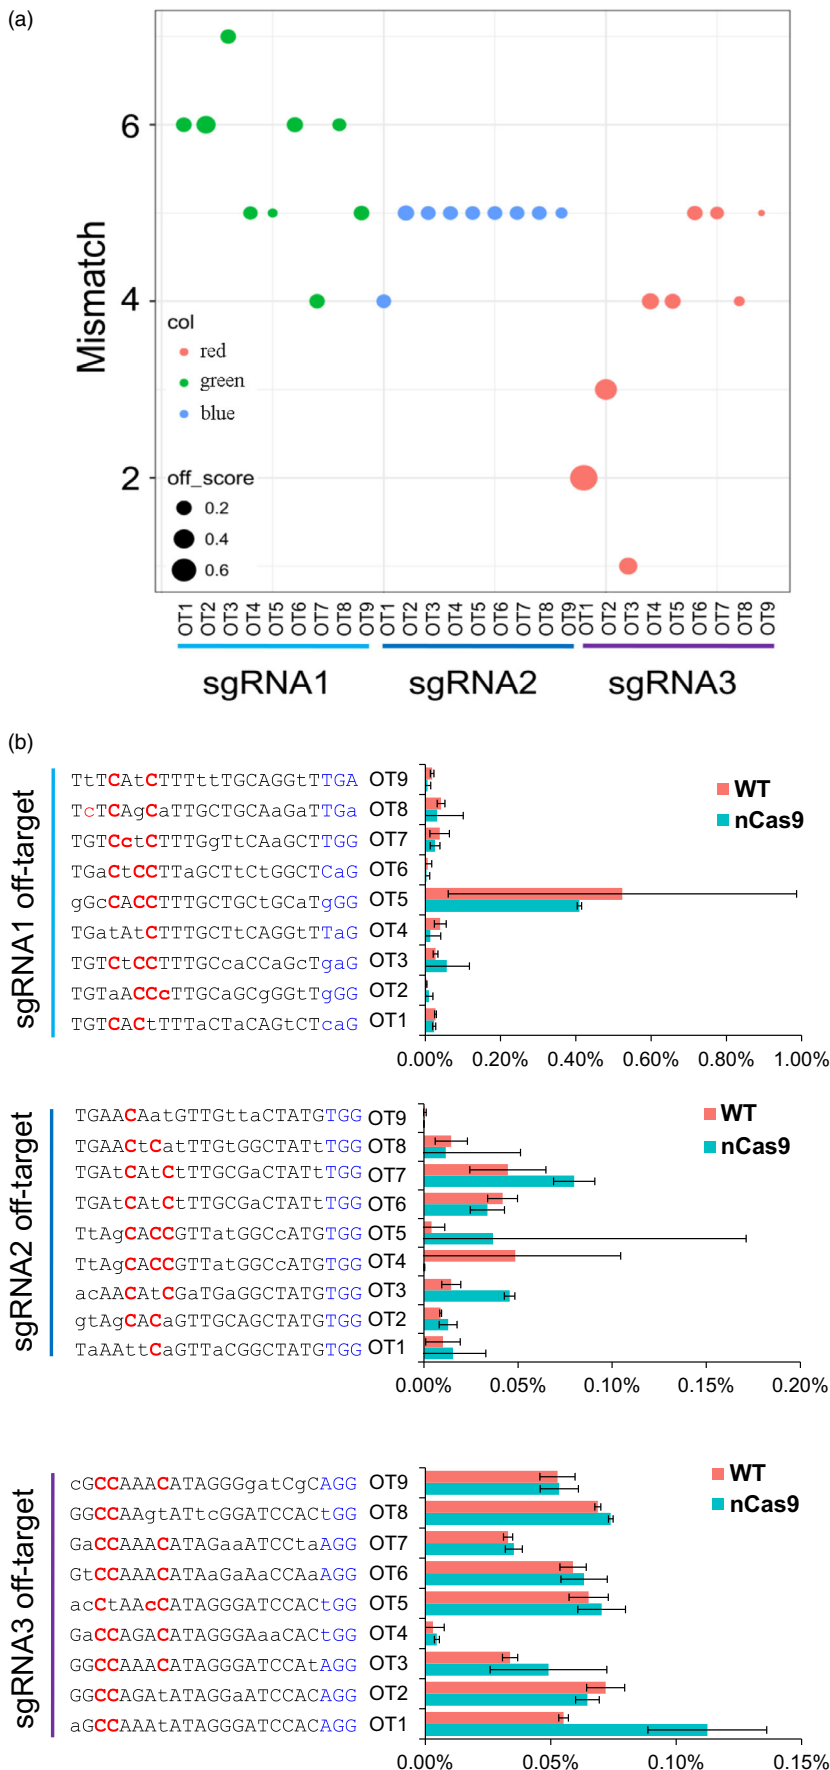 (a)
6
4
2
Mismatch
col
red
green
blue
off_score
0.2
0.4
0.6
OT1 OT2 OT3 OT4 OT5 OT6 OT7 OT8 OT9 OT1 OT2 OT3 OT4 OT5 OT6 OT7 OT8 OT9 OT1 OT2 OT3 OT4 OT5 OT6 OT7 OT8 OT9
sgRNA1 sgRNA2 sgRNA3
(b)
sgRNA1 off-target
TtTCAtCTTTttTGCAGGtTTGA OT9
TcTCAgCaTTGCTGCAaGaTTGa OT8
TGTCctCTTTGgTtCAaGCTTGG OT7
TGaCtCCTTaGCTtCtGGCTCaG OT6
gGcCACCTTTGCTGCTGCaTgGG OT5
TGatAtCTTTGCTtCAGGtTTaG OT4
TGTCtCCTTTGCCaCCaGCTgaG OT3
TGTaACCcTTGCAGCgGGtTgGG OT2
TGTCACtTTTaCTaCAGtCTcaG OT1
WT
nCas9
0.00% 0.20% 0.40% 0.60% 0.80% 1.00%
sgRNA2 off-target
TGAACAatGTTGttaCTATGTGG OT9
TGAACtCatTTGtGGCTATtTGG OT8
TGAtCAtCtTTGCGaCTATtTGG OT7
TGAtCAtCtTTGCGaCTATtTGG OT6
TtAgCACCGTTatGGCcATGTGG OT5
TtAgCACCGTTatGGCcATGTGG OT4
acAACAtCGaTGaGGCTATGTGG OT3
gtAgCACaGTTGCAGCTATGTGG OT2
TaAAttCaGTTaCGGCTATGTGG OT1
WT
nCas9
0.00% 0.05% 0.10% 0.15% 0.20%
sgRNA3 off-target
cGCCAAACATAGGGgatCgCAGG OT9
GGCCAAgtATtcGGATCCACtGG OT8
GaCCAAACATAGaaATCCtaAGG OT7
GtCCAAACATAaGaAaCCAaAGG OT6
acCtAAcCATAGGGATCCACtGG OT5
GaCCAGACATAGGGAaaCACtGG OT4
GGCCAAACATAGGGATCCAtAGG OT3
GGCCAGAtATAGGaATCCACAGG OT2
aGCCAAAtATAGGGATCCACAGG OT1
WT
nCas9
0.00% 0.05% 0.10% 0.15%